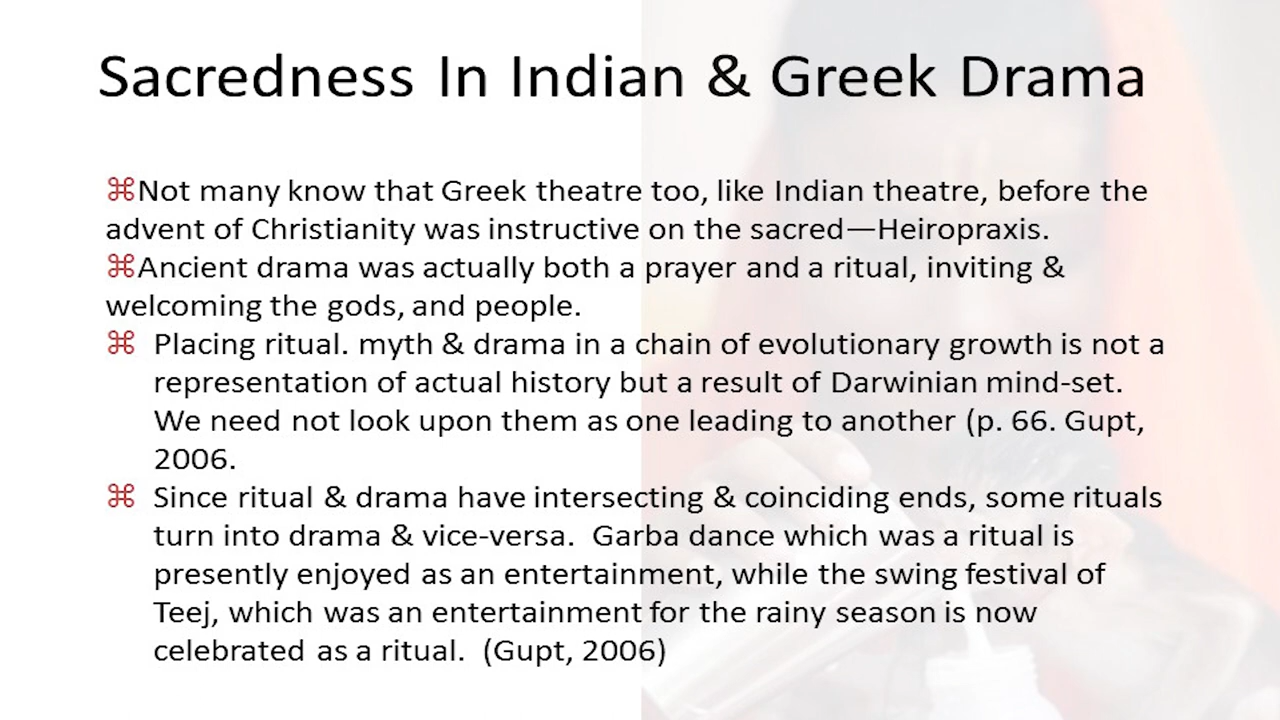 Sacredness In Indian & Greek Drama
⌘Not many know that Greek theatre too, like Indian theatre, before the
advent of Christianity was instructive on the sacred—Heiropraxis.
⌘Ancient drama was actually both a prayer and a ritual, inviting &
welcoming the gods, and people.
⌘ Placing ritual. myth & drama in a chain of evolutionary growth is not a
representation of actual history but a result of Darwinian mind-set.
We need not look upon them as one leading to another (p. 66. Gupt,
2006.
⌘ Since ritual & drama have intersecting & coinciding ends, some rituals
turn into drama & vice-versa. Garba dance which was a ritual is
presently enjoyed as an entertainment, while the swing festival of
Teej, which was an entertainment for the rainy season is now
celebrated as a ritual. (Gupt, 2006)